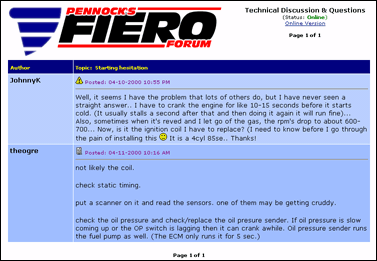 PENNOCK'S
FIERO
FORUM
Technical Discussion & Questions
(Status: Online)
Online Version
Page 1 of 1
Author
Topic: Starting hesitation
JohnnyK
Posted: 04-10-2000 10:55 PM
Well, it seems I have the problem that lots of others do, but I have never seen a
straight answer.. I have to crank the engine for like 10-15 seconds before it starts
cold. (It usually stalls a second after that and then doing it again it will run fine)...
Also, sometimes when it's reved and I let go of the gas, the rpm's drop to about 600-
700... Now, is it the ignition coil I have to replace? (I need to know before I go through
the pain of installing this It is a 4cyl 85se.. Thanks!
theogre
Posted: 04-11-2000 10:16 AM
not likely the coil.
check static timing.
put a scanner on it and read the sensors. one of them may be getting cruddy.
check the oil pressure and check/replace the oil presure sender. If oil pressure is slow
coming up or the OP switch is lagging then it can crank awhile. Oil pressure sender runs
the fuel pump as well. (The ECM only runs it for 5 sec.)
Page 1 of 1